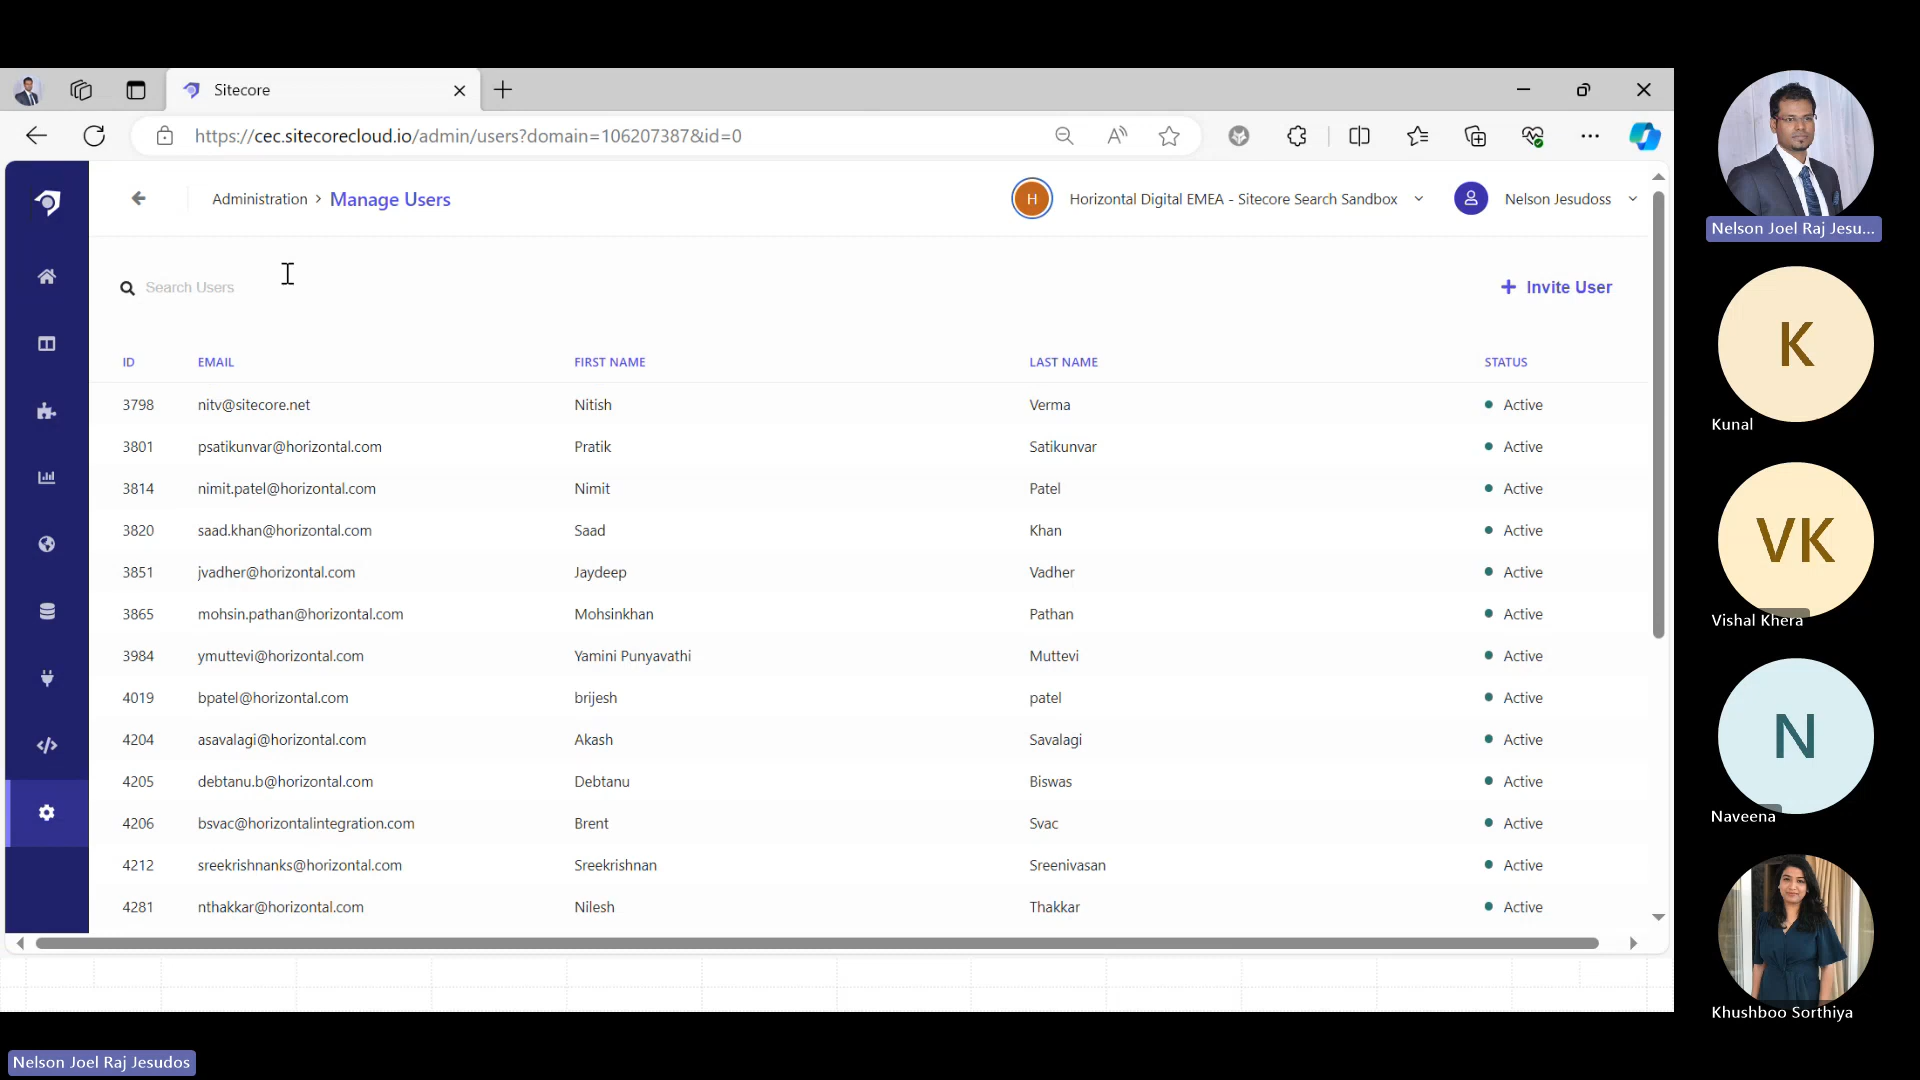 Sitecore
https://cec.sitecorecloud.io/admin/users?domain=106207387&id=0
Administration > Manage Users
H
Horizontal Digital EMEA - Sitecore Search Sandbox
Nelson Jesudoss
Search Users
+ Invite User
ID EMAIL FIRST NAME LAST NAME STATUS
3798 nitv@sitecore.net Nitish Verma Active
3801 psatikunvar@horizontal.com Pratik Satikunvar Active
3814 nimit.patel@horizontal.com Nimit Patel Active
3820 saad.khan@horizontal.com Saad Khan Active
3851 jvadher@horizontal.com Jaydeep Vadher Active
3865 mohsin.pathan@horizontal.com Mohsinkhan Pathan Active
3984 ymuttevi@horizontal.com Yamini Punyavathi Muttevi Active
4019 bpatel@horizontal.com brijesh patel Active
4204 asavalagi@horizontal.com Akash Savalagi Active
4205 debtanu.b@horizontal.com Debtanu Biswas Active
4206 bsvac@horizontalintegration.com Brent Svac Active
4212 sreekrishnanks@horizontal.com Sreekrishnan Sreenivasan Active
4281 nthakkar@horizontal.com Nilesh Thakkar Active
Nelson Joel Raj Jesu...
K
Kunal
VK
Vishal Khera
N
Naveena
Khushboo Sorthiya
Nelson Joel Raj Jesudos